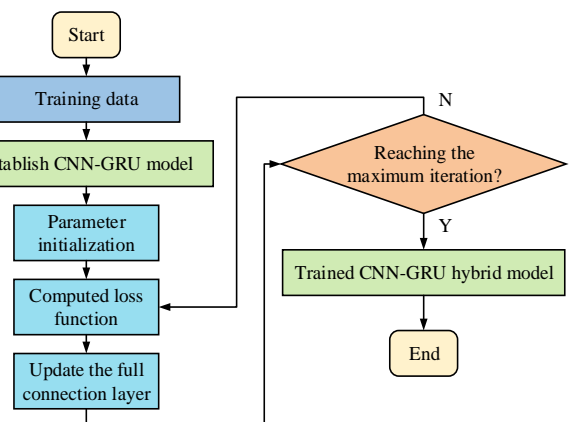 Start
Training data
tablish CNN-GRU model
Parameter
initialization
Computed loss
function
Update the full
connection layer
N
Reaching the
maximum iteration?
Y
Trained CNN-GRU hybrid model
End